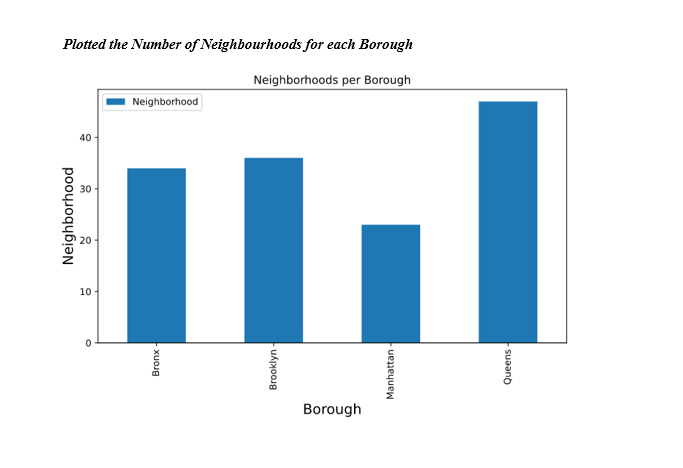 Plotted the Number of Neighbourhoods for each Borough
Neighborhoods per Borough
Neighborhood
Neighborhood
40
30
20
10
0
Bronx
Brooklyn
Manhattan
Queens
Borough